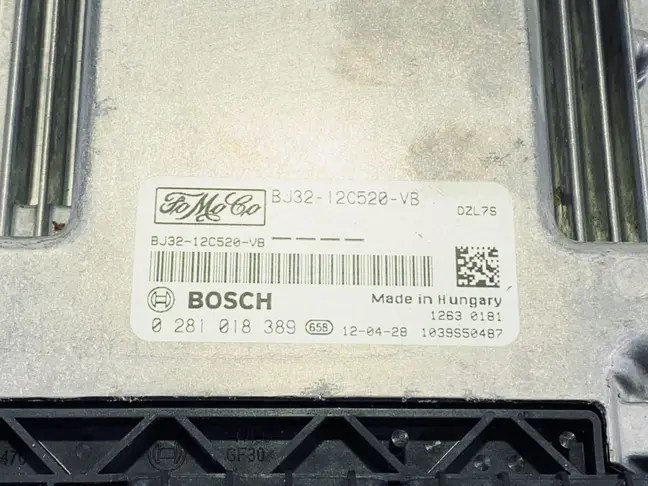 FoMoCo BJ32-12C520-VB
DZL7S
BJ32-12C520-VB — — — —
BOSCH Made in Hungary
1263 0181
0 281 018 389 658 12-04-28 1039S50487
GF30